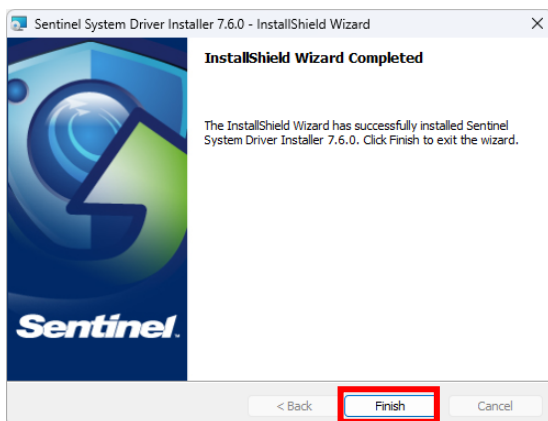 Sentinel System Driver Installer 7.6.0 - InstallShield Wizard
InstallShield Wizard Completed
The InstallShield Wizard has successfully installed Sentinel
System Driver Installer 7.6.0. Click Finish to exit the wizard.
Sentinel.
< Back
Finish
Cancel